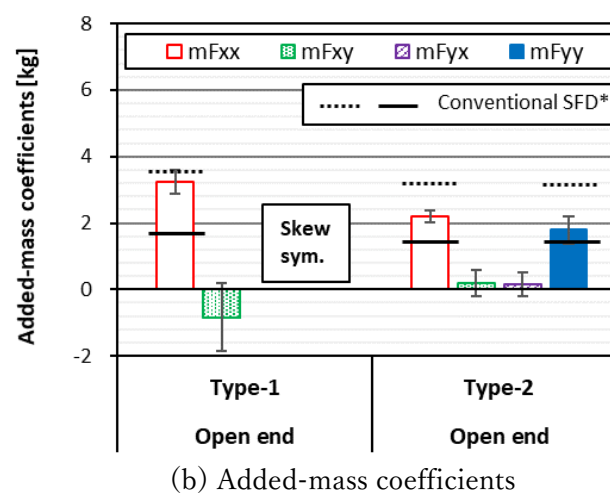 Added-mass coefficients [kg]
8
6
4
2
0
-2
mFxx mFxy mFyx mFyy
Conventional SFD*
Skew
sym.
Type-1 Type-2
Open end Open end
(b) Added-mass coefficients